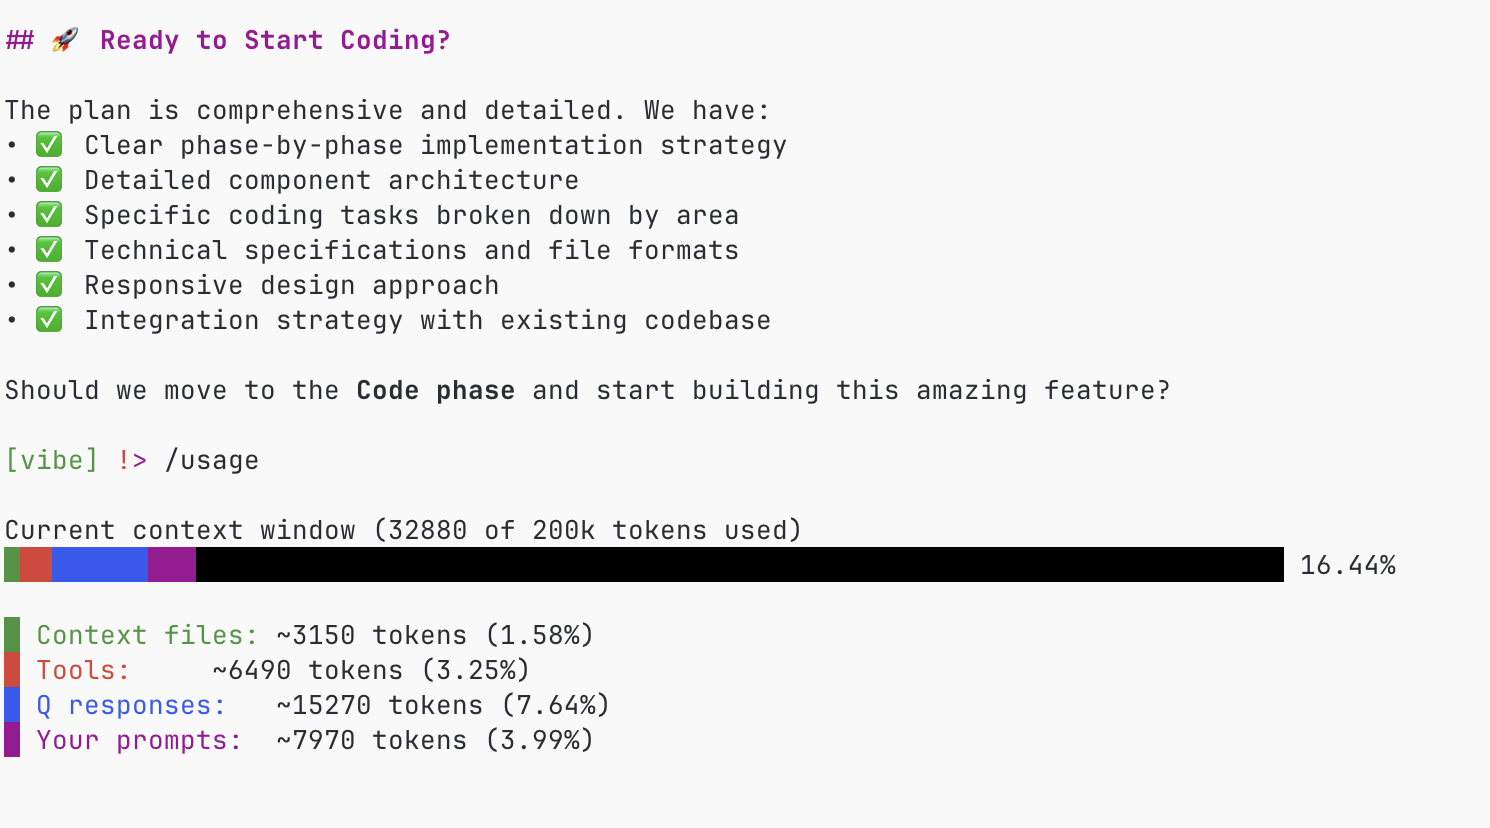 ## 🚀 Ready to Start Coding?
The plan is comprehensive and detailed. We have:
• ✅ Clear phase-by-phase implementation strategy
• ✅ Detailed component architecture
• ✅ Specific coding tasks broken down by area
• ✅ Technical specifications and file formats
• ✅ Responsive design approach
• ✅ Integration strategy with existing codebase
Should we move to the Code phase and start building this amazing feature?
[vibe] !> /usage
Current context window (32880 of 200k tokens used)
16.44%
Context files: ~3150 tokens (1.58%)
Tools: ~6490 tokens (3.25%)
Q responses: ~15270 tokens (7.64%)
Your prompts: ~7970 tokens (3.99%)